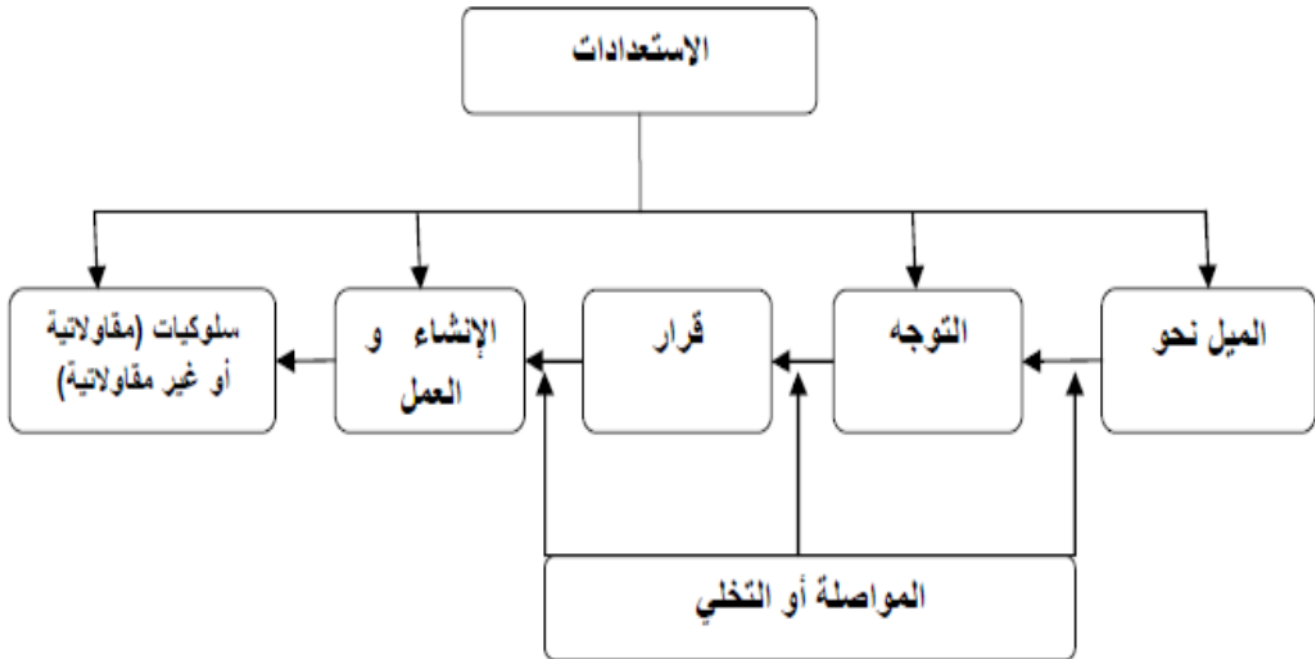 الاستعدادات
الميل نحو
التوجه
قرار
الإنشاء و
العمل
سلوكيات (مقاولاتية
أو غير مقاولاتية)
المواصلة أو التخلي